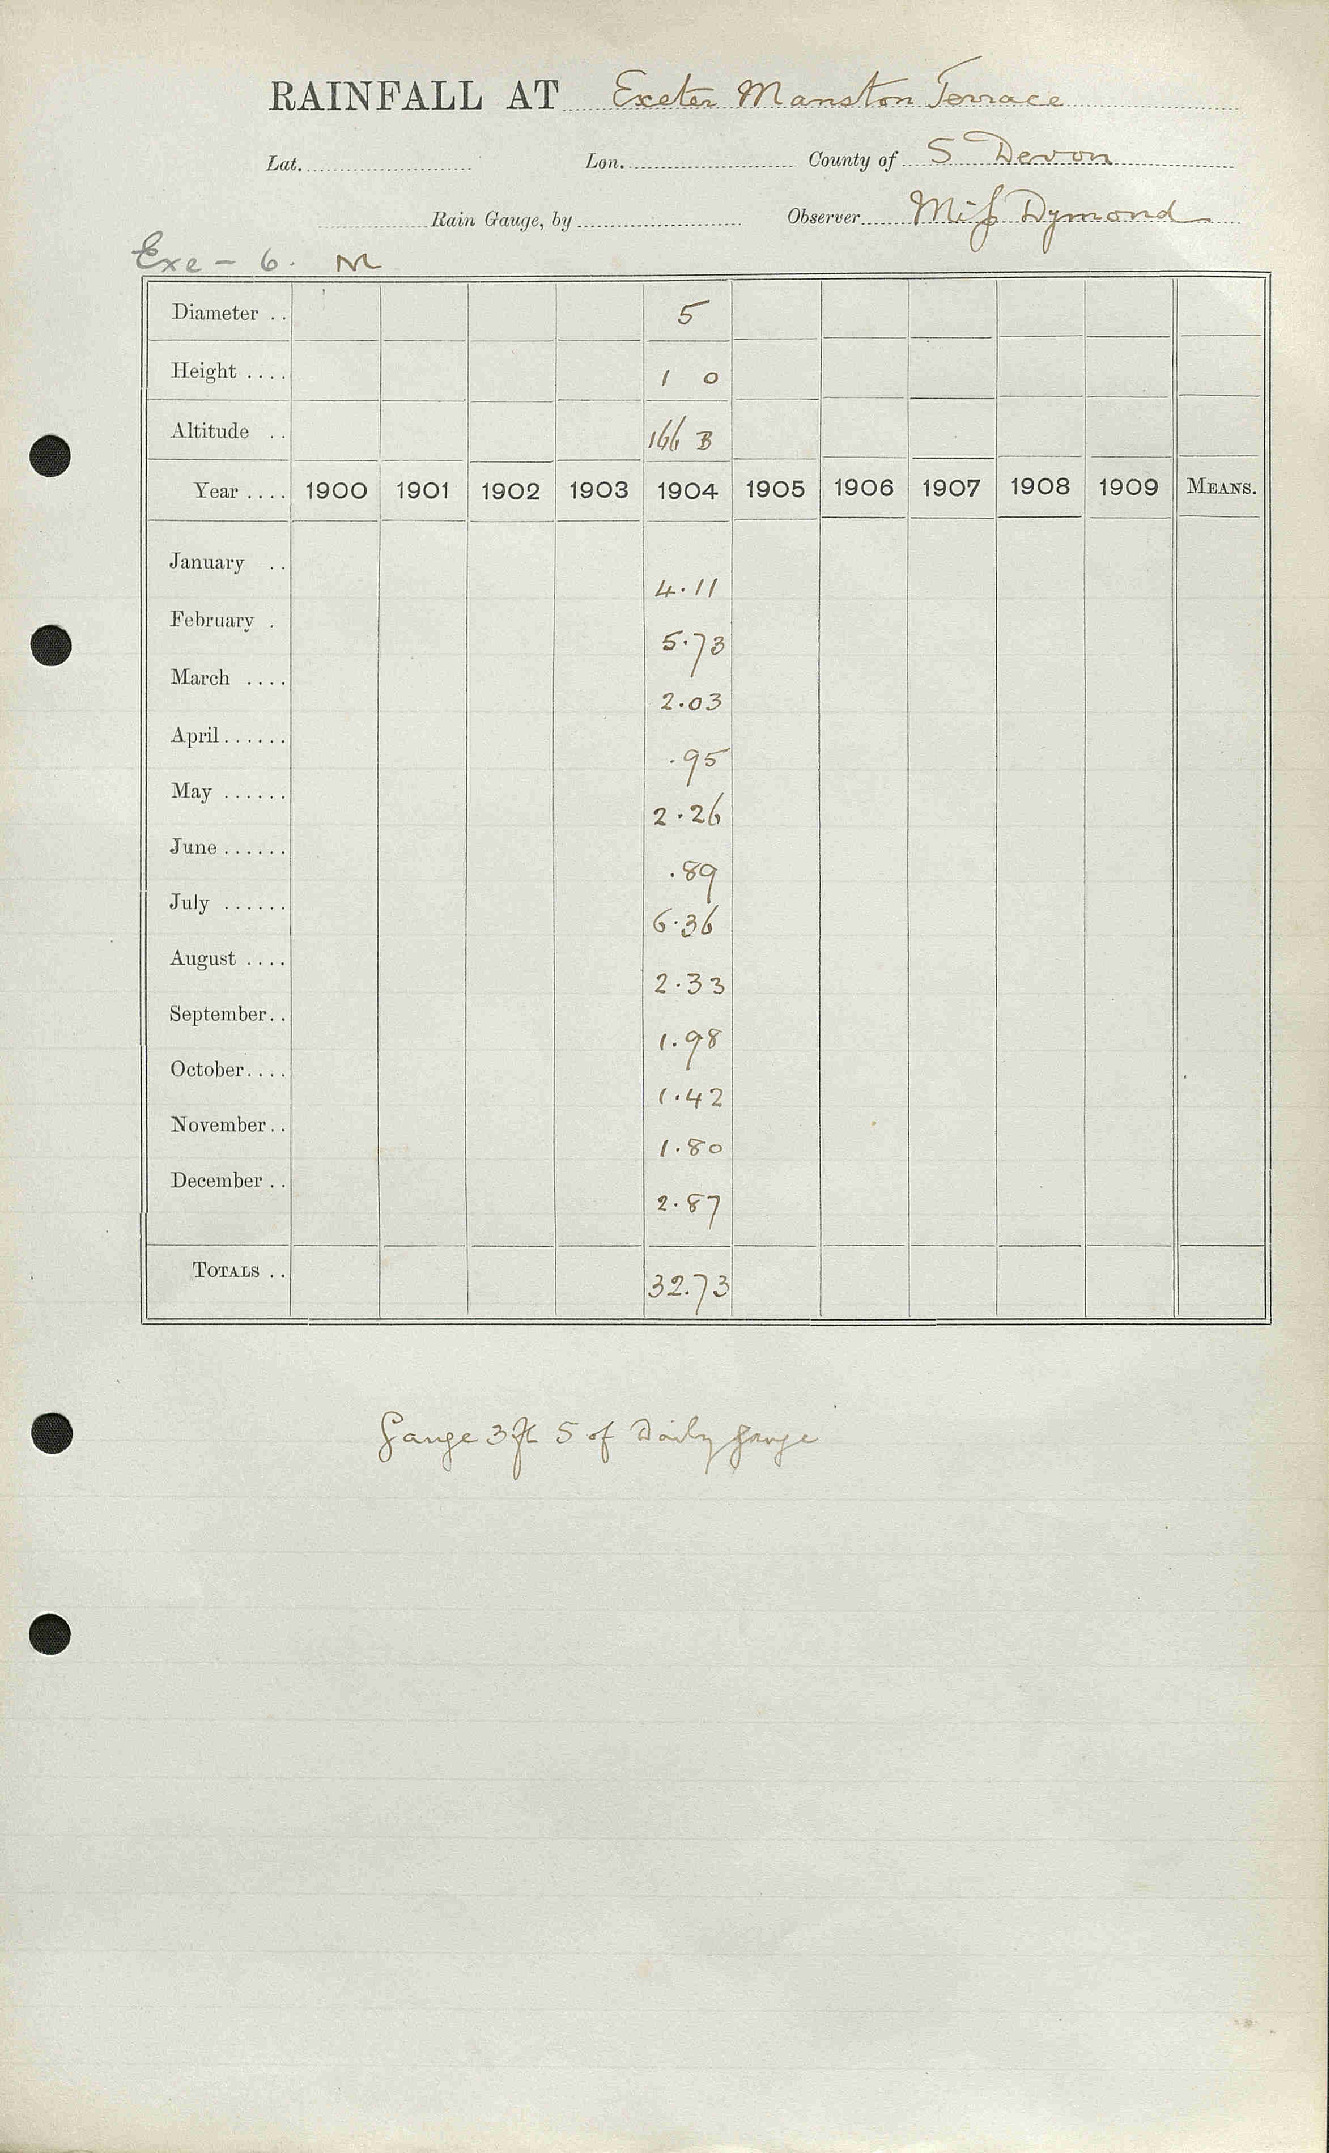 RAINFALL AT Exeter Manston Terrace
Lat. Lon. County of S Devon
Rain Gauge, by Observer Miss Dymond
Exe - 6. M
Diameter .. 5
Height .... 1 0
Altitude .. 166 B
Year .... 1900 1901 1902 1903 1904 1905 1906 1907 1908 1909 MEANS.
January .. 4.11
February . 5.73
March .... 2.03
April ...... .95
May ...... 2.26
June ...... .89
July ...... 6.36
August .... 2.33
September.. 1.98
October.... 1.42
November.. 1.80
December .. 2.87
TOTALS .. 32.73
Gauge 3 ft S of Daily gauge